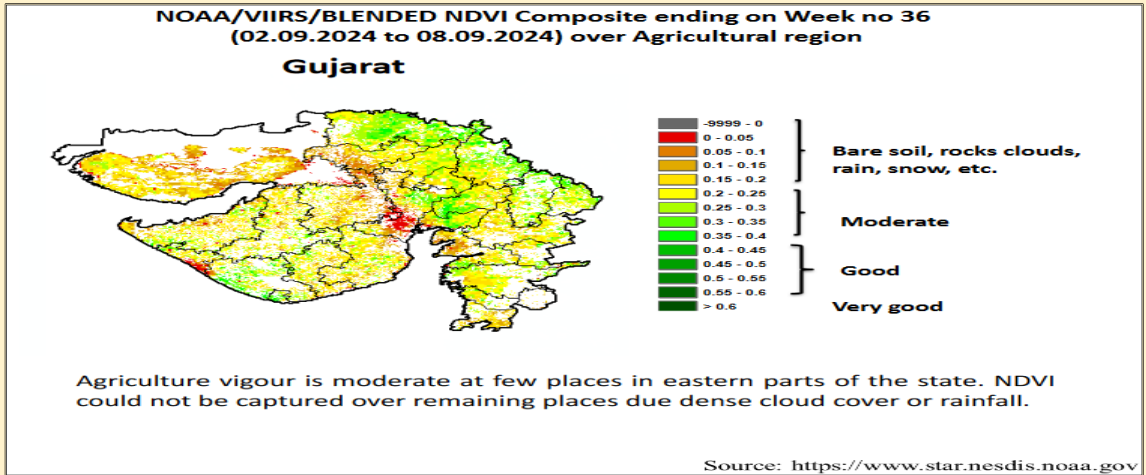 NOAA/VIIRS/BLENDED NDVI Composite ending on Week no 36
(02.09.2024 to 08.09.2024) over Agricultural region
Gujarat
-9999 - 0
0 - 0.05
0.05 - 0.1
0.1 - 0.15
0.15 - 0.2
0.2 - 0.25
0.25 - 0.3
0.3 - 0.35
0.35 - 0.4
0.4 - 0.45
0.45 - 0.5
0.5 - 0.55
0.55 - 0.6
> 0.6
Bare soil, rocks clouds,
rain, snow, etc.
Moderate
Good
Very good
Agriculture vigour is moderate at few places in eastern parts of the state. NDVI
could not be captured over remaining places due dense cloud cover or rainfall.
Source: https://www.star.nesdis.noaa.gov